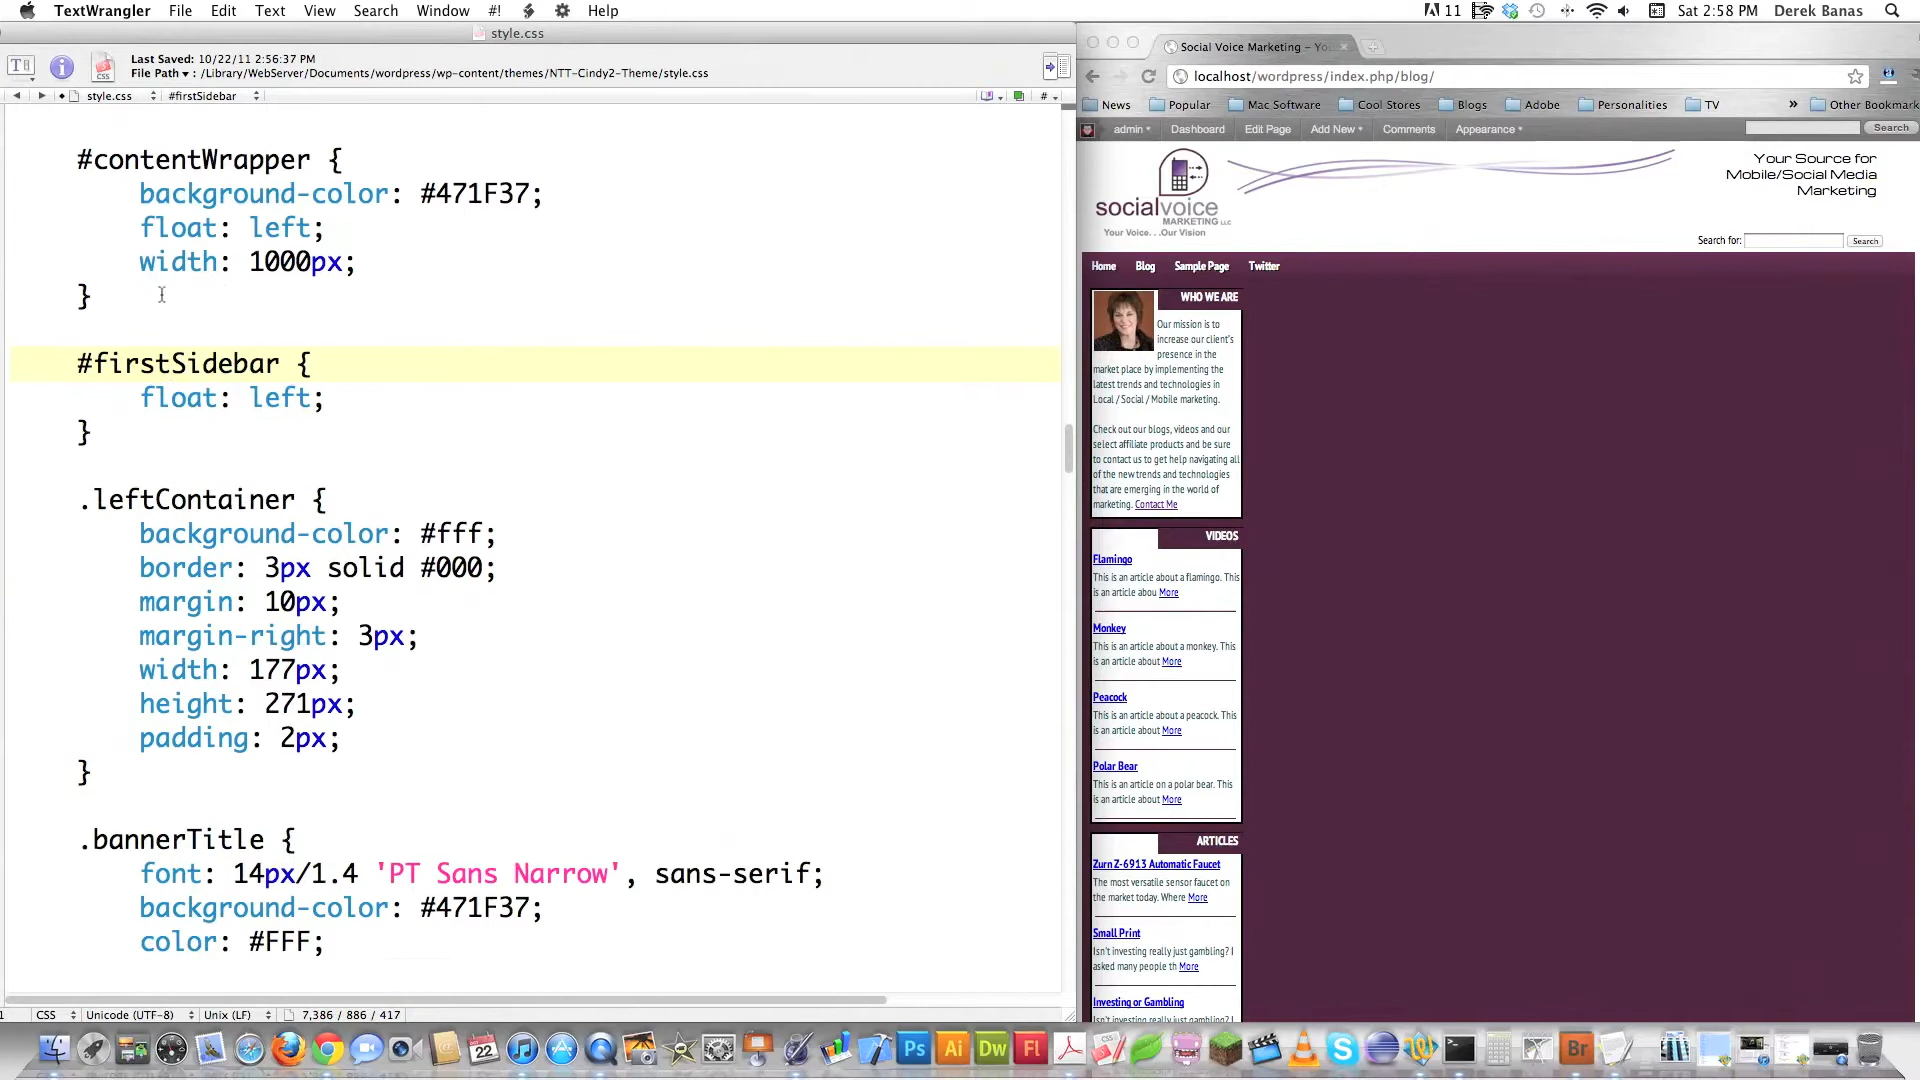 TextWrangler File Edit Text View Search Window #! Help
11 Sat 2:58 PM Derek Banas
style.css
Last Saved: 10/22/11 2:56:37 PM
File Path ▾ : /Library/WebServer/Documents/wordpress/wp-content/themes/NTT-Cindy2-Theme/style.css
style.css #firstSidebar #
#contentWrapper {
background-color: #471F37;
float: left;
width: 1000px;
}
#firstSidebar {
float: left;
}
.leftContainer {
background-color: #fff;
border: 3px solid #000;
margin: 10px;
margin-right: 3px;
width: 177px;
height: 271px;
padding: 2px;
}
.bannerTitle {
font: 14px/1.4 'PT Sans Narrow', sans-serif;
background-color: #471F37;
color: #FFF;
CSS Unicode (UTF-8) Unix (LF) 7,386 / 886 / 417
Social Voice Marketing – Yo
localhost/wordpress/index.php/blog/
News Popular Mac Software Cool Stores Blogs Adobe Personalities TV » Other Bookmark
admin Dashboard Edit Page Add New Comments Appearance Search
socialvoice
MARKETING LLC
Your Voice. . .Our Vision
Your Source for
Mobile/Social Media
Marketing
Search for: Search
Home Blog Sample Page Twitter
WHO WE ARE
Our mission is to
increase our client's
presence in the
market place by implementing the
latest trends and technologies in
Local / Social / Mobile marketing.
Check out our blogs, videos and our
select affiliate products and be sure
to contact us to get help navigating all
of the new trends and technologies
that are emerging in the world of
marketing. Contact Me
VIDEOS
Flamingo
This is an article about a flamingo. This
is an article abou More
Monkey
This is an article about a monkey. This
is an article about More
Peacock
This is an article about a peacock. This
is an article about More
Polar Bear
This is an article on a polar bear. This
is an article about More
ARTICLES
Zurn Z-6913 Automatic Faucet
The most versatile sensor faucet on
the market today. Where More
Small Print
Isn't investing really just gambling? I
asked many people th More
Investing or Gambling
Isn't investing really just gambling? I
22 Ps Ai Dw Fl Br